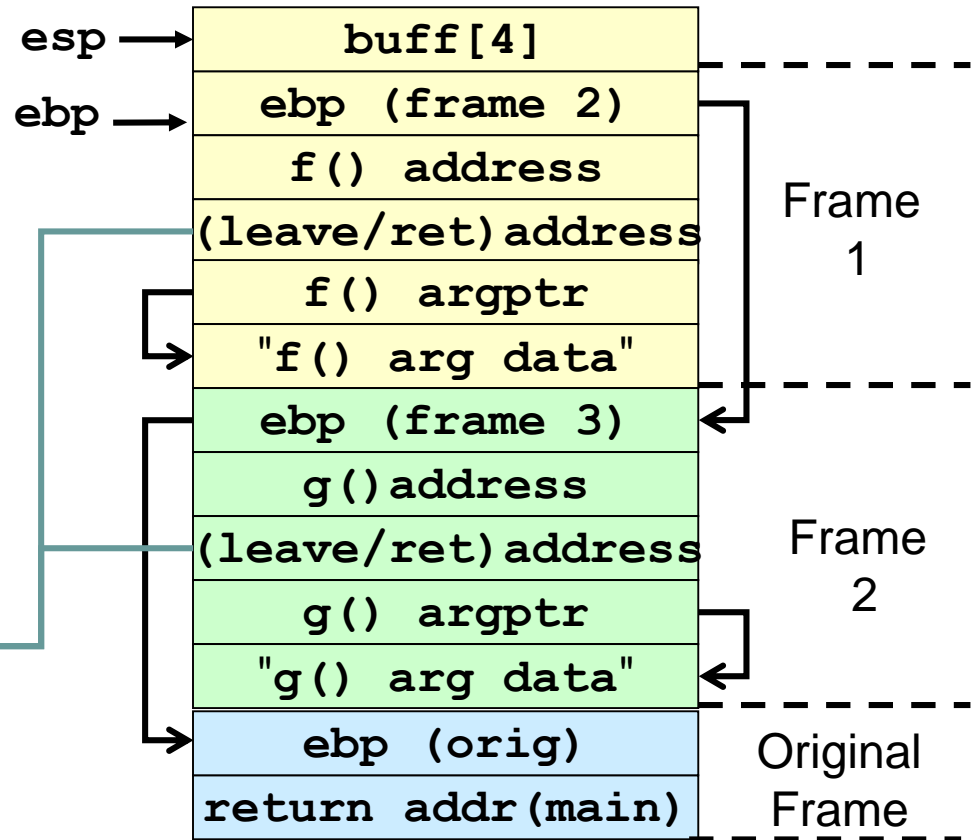 esp
buff[4]
ebp
ebp (frame 2)
f() address
(leave/ret)address
f() argptr
"f() arg data"
Frame
1
ebp (frame 3)
g()address
(leave/ret)address
g() argptr
"g() arg data"
Frame
2
ebp (orig)
return addr(main)
Original
Frame